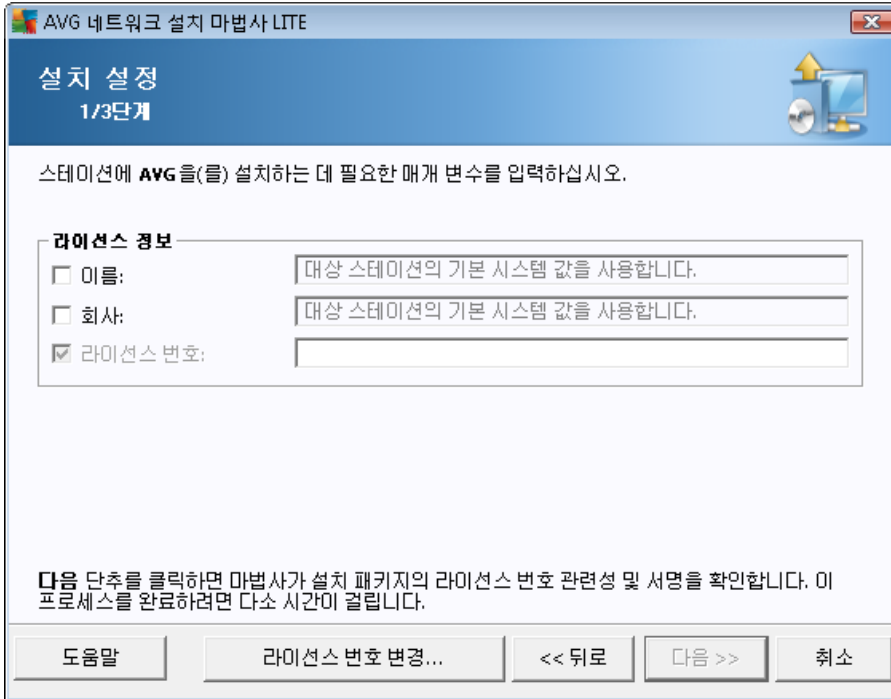 AVG 네트워크 설치 마법사 LITE
설치 설정
1/3단계
스테이션에 AVG을(를) 설치하는 데 필요한 매개 변수를 입력하십시오.
라이선스 정보
이름: 대상 스테이션의 기본 시스템 값을 사용합니다.
회사: 대상 스테이션의 기본 시스템 값을 사용합니다.
라이선스 번호:
다음 단추를 클릭하면 마법사가 설치 패키지의 라이선스 번호 관련성 및 서명을 확인합니다. 이
프로세스를 완료하려면 다소 시간이 걸립니다.
도움말 라이선스 번호 변경... << 뒤로 다음 >> 취소